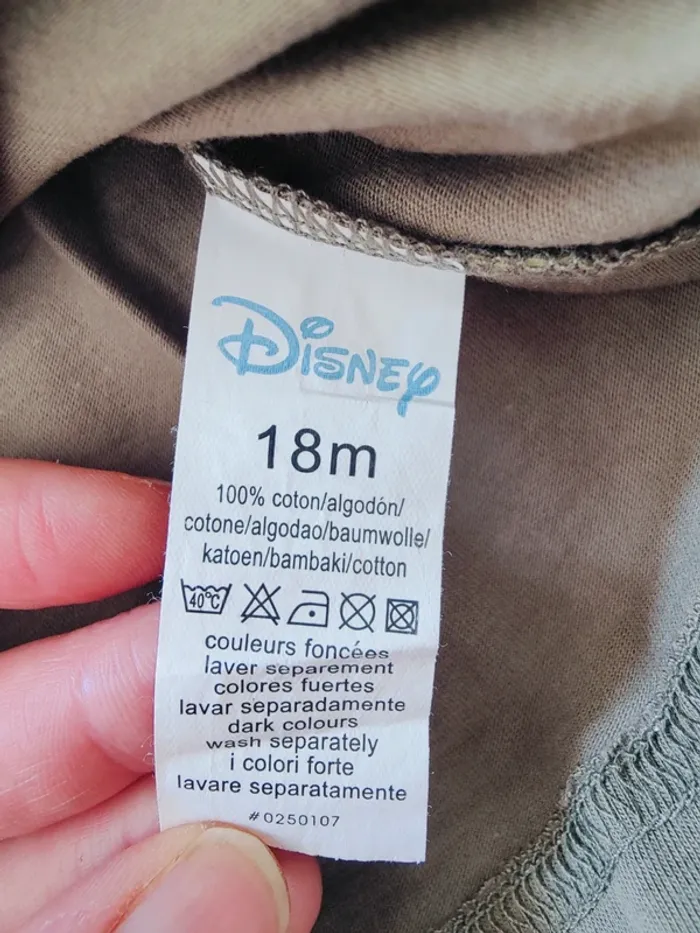 Disney
18m
100% coton/algodón/
cotone/algodao/baumwolle/
katoen/bambaki/cotton
40°C
couleurs foncées
laver separement
colores fuertes
lavar separadamente
dark colours
wash separately
i colori forte
lavare separatamente
#0250107